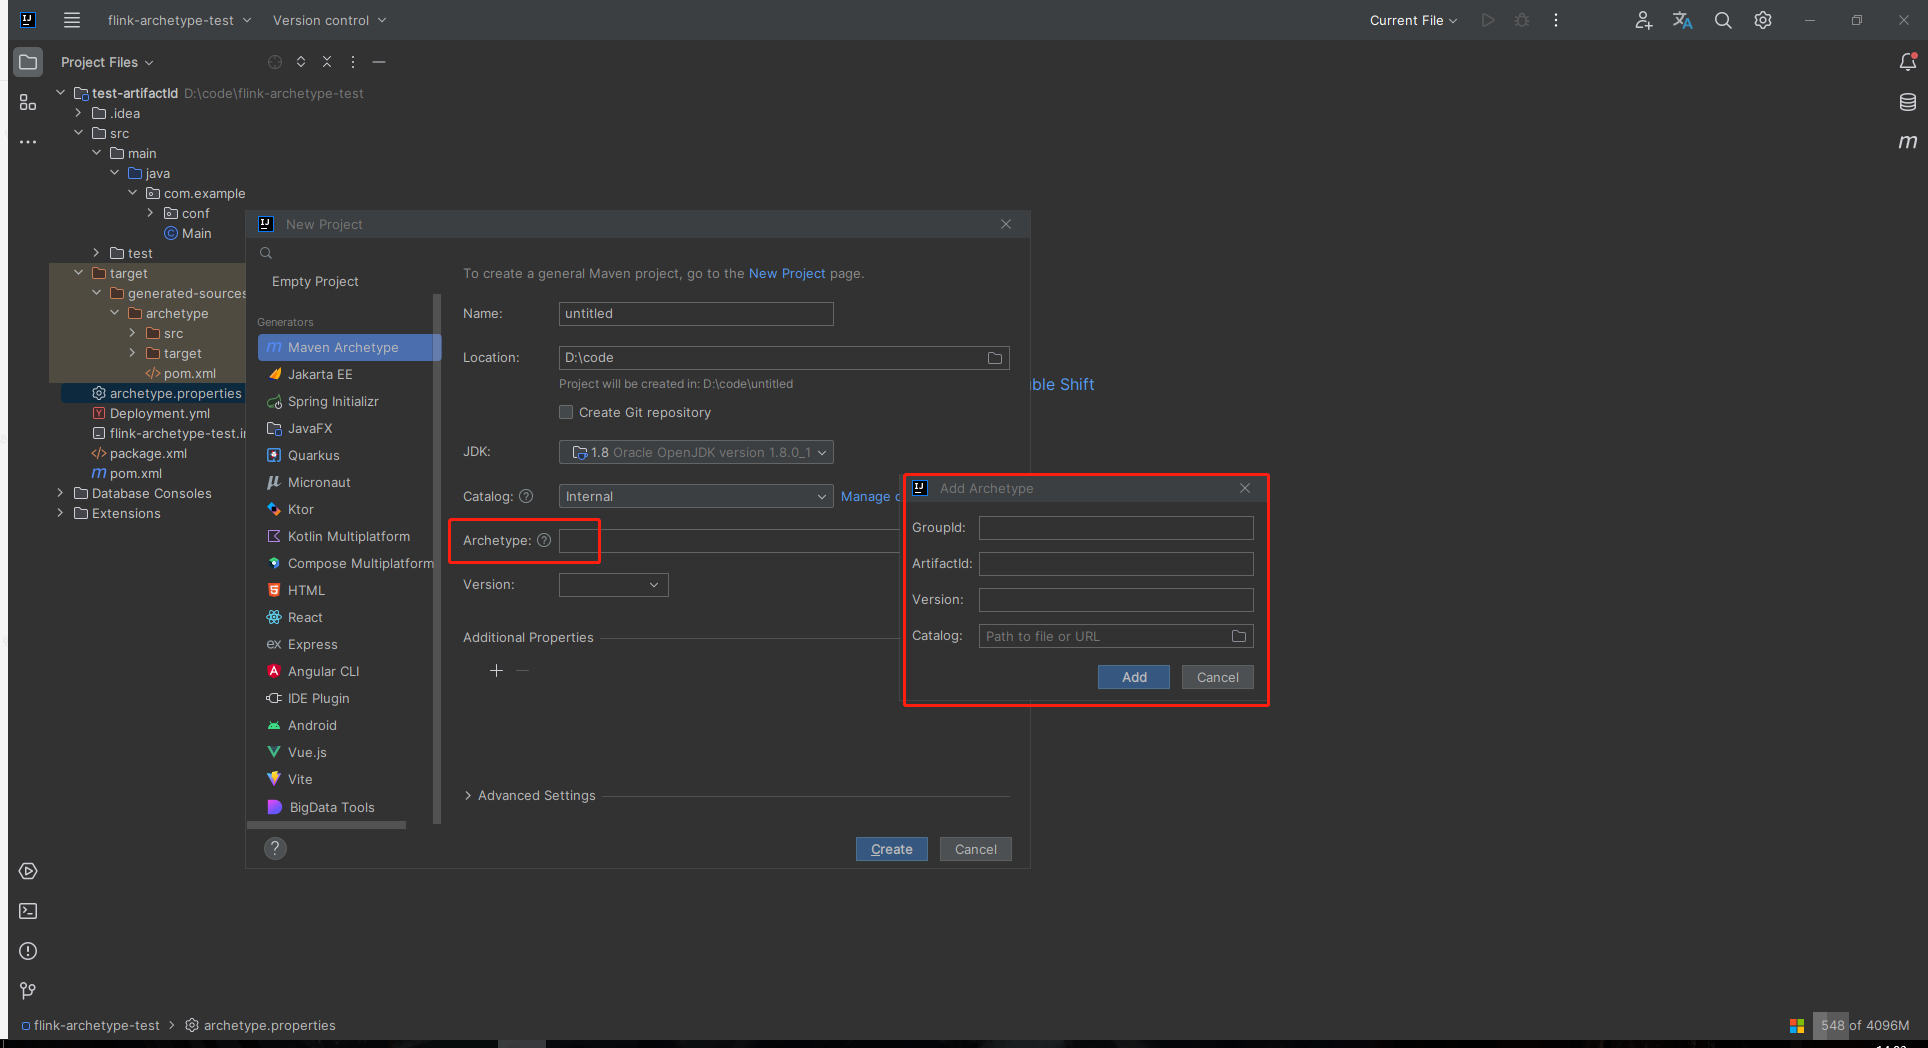 flink-archetype-test
Version control
Current File
Project Files
test-artifactId D:\code\flink-archetype-test
.idea
src
main
java
com.example
conf
Main
test
target
generated-sources
archetype
src
target
pom.xml
archetype.properties
Deployment.yml
flink-archetype-test.i
package.xml
pom.xml
Database Consoles
Extensions
New Project
Empty Project
Generators
Maven Archetype
Jakarta EE
Spring Initializr
JavaFX
Quarkus
Micronaut
Ktor
Kotlin Multiplatform
Compose Multiplatform
HTML
React
Express
Angular CLI
IDE Plugin
Android
Vue.js
Vite
BigData Tools
To create a general Maven project, go to the New Project page.
Name: untitled
Location: D:\code
Project will be created in: D:\code\untitled
Create Git repository
JDK: 1.8 Oracle OpenJDK version 1.8.0_1
Catalog: Internal Manage c
Archetype:
Version:
Additional Properties
Advanced Settings
Create
Cancel
ble Shift
Add Archetype
GroupId:
ArtifactId:
Version:
Catalog: Path to file or URL
Add
Cancel
flink-archetype-test > archetype.properties
548 of 4096M